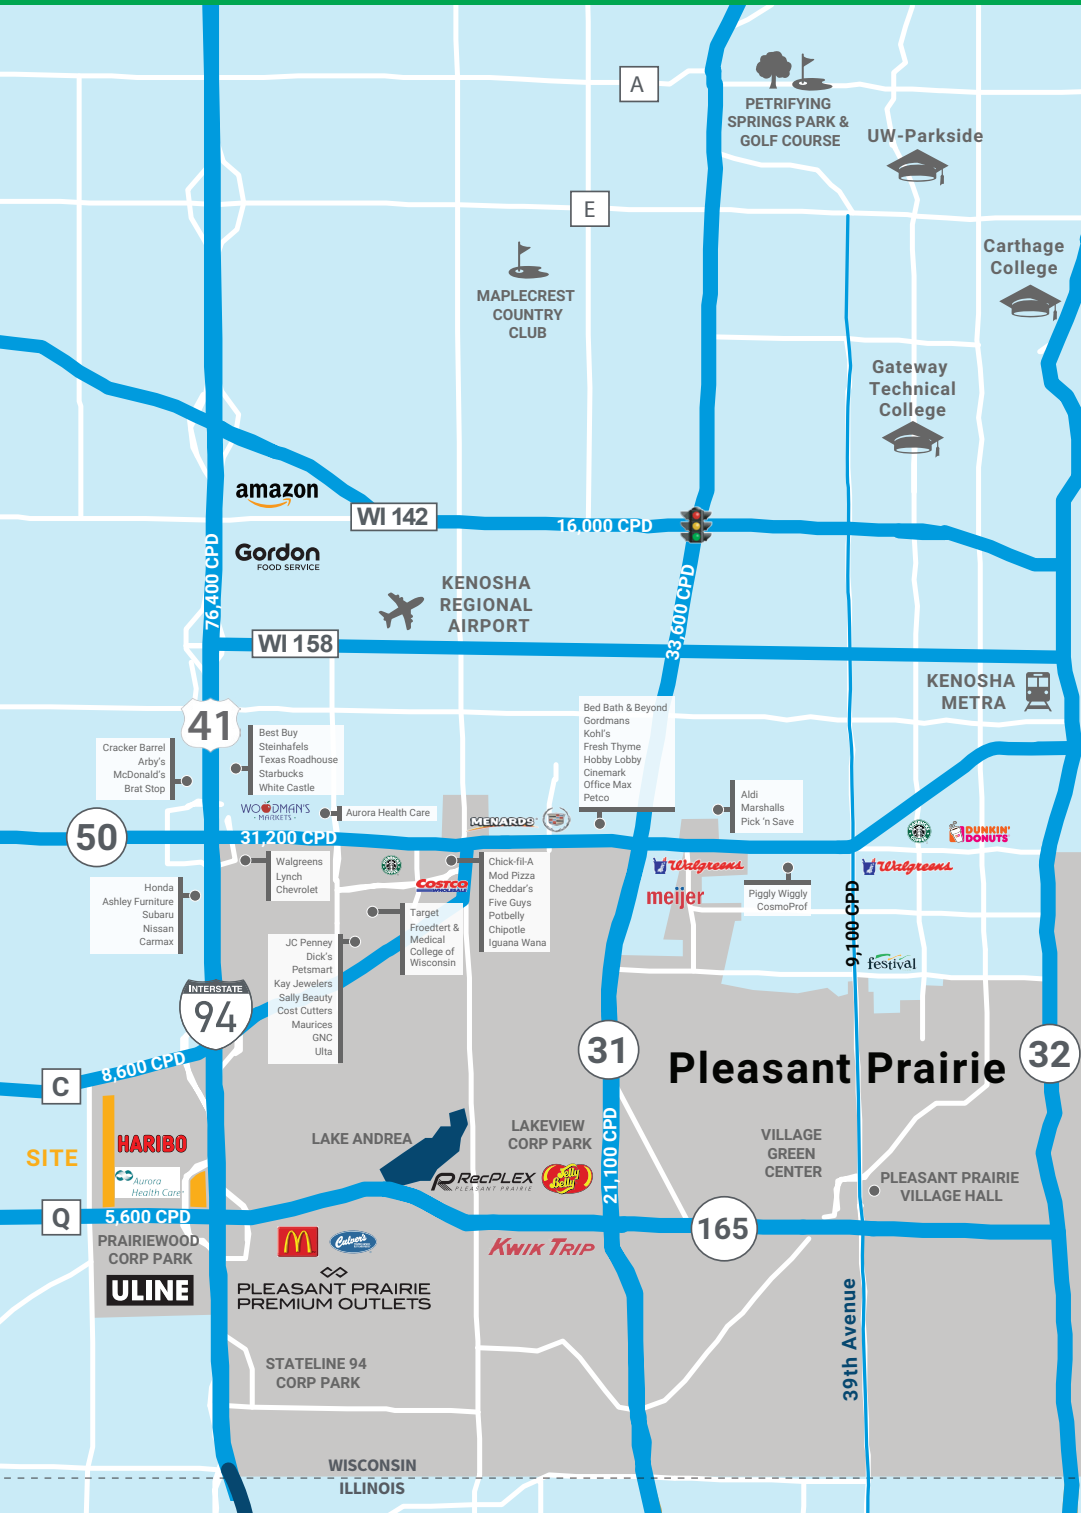 A
PETRIFYING
SPRINGS PARK &
GOLF COURSE
UW-Parkside
E
MAPLECREST
COUNTRY
CLUB
Carthage
College
Gateway
Technical
College
amazon
WI 142
16,000 CPD
76,400 CPD
Gordon
FOOD SERVICE
KENOSHA
REGIONAL
AIRPORT
33,600 CPD
WI 158
KENOSHA
METRA
41
Cracker Barrel
Arby's
McDonald's
Brat Stop
Best Buy
Steinhafels
Texas Roadhouse
Starbucks
White Castle
Bed Bath & Beyond
Gordmans
Kohl's
Fresh Thyme
Hobby Lobby
Cinemark
Office Max
Petco
Aldi
Marshalls
Pick 'n Save
WOODMAN'S
MARKETS
Aurora Health Care
MENARDS
50
31,200 CPD
DUNKIN'
DONUTS
Walgreens
Lynch
Chevrolet
COSTCO
WHOLESALE
Chick-fil-A
Mod Pizza
Cheddar's
Five Guys
Potbelly
Chipotle
Iguana Wana
Walgreens
meijer
Piggly Wiggly
CosmoProf
Walgreens
Honda
Ashley Furniture
Subaru
Nissan
Carmax
Target
Froedtert &
Medical
College of
Wisconsin
9,100 CPD
festival
JC Penney
Dick's
Petsmart
Kay Jewelers
Sally Beauty
Cost Cutters
Maurices
GNC
Ulta
INTERSTATE
94
31
Pleasant Prairie
32
C
8,600 CPD
SITE
HARIBO
Aurora
Health Care
LAKE ANDREA
LAKEVIEW
CORP PARK
21,100 CPD
VILLAGE
GREEN
CENTER
RecPLEX
PLEASANT PRAIRIE
Jelly
Belly
PLEASANT PRAIRIE
VILLAGE HALL
Q
5,600 CPD
165
PRAIRIEWOOD
CORP PARK
ULINE
Culver's
KWIK TRIP
PLEASANT PRAIRIE
PREMIUM OUTLETS
39th Avenue
STATELINE 94
CORP PARK
WISCONSIN
ILLINOIS